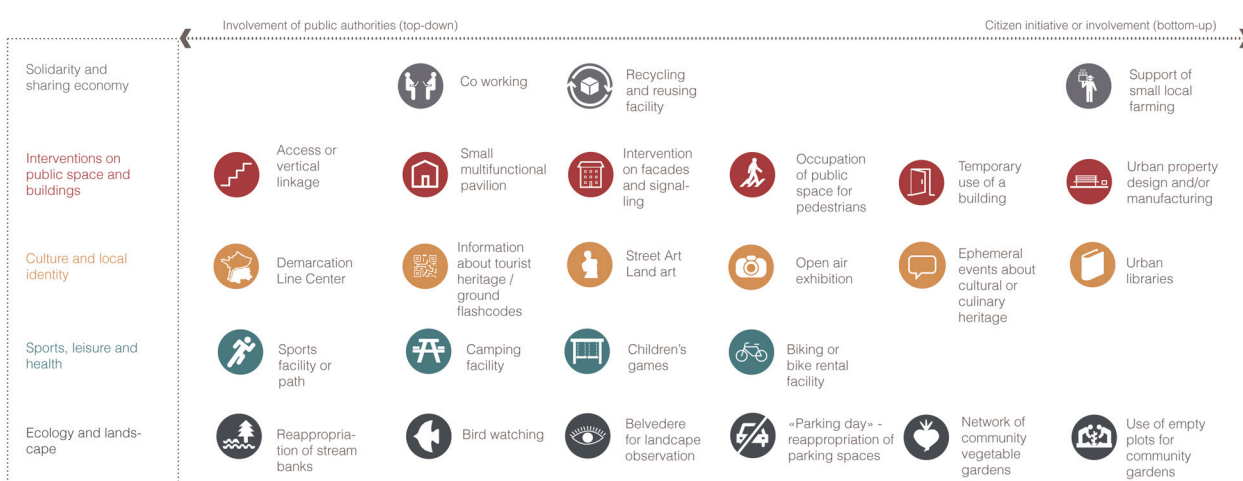 Involvement of public authorities (top-down)
Citizen initiative or involvement (bottom-up)
Solidarity and
sharing economy
Co working
Recycling
and reusing
facility
Support of
small local
farming
Interventions on
public space and
buildings
Access or
vertical
linkage
Small
multifunctional
pavilion
Intervention
on facades
and signal-
ling
Occupation
of public
space for
pedestrians
Temporary
use of a
building
Urban property
design and/or
manufacturing
Culture and local
identity
Demarcation
Line Center
Information
about tourist
heritage /
ground
flashcodes
Street Art
Land art
Open air
exhibition
Ephemeral
events about
cultural or
culinary
heritage
Urban
libraries
Sports, leisure and
health
Sports
facility or
path
Camping
facility
Children's
games
Biking or
bike rental
facility
Ecology and lands-
cape
Reappropria-
tion of stream
banks
Bird watching
Belvedere
for landcape
observation
«Parking day» -
reappropriation of
parking spaces
Network of
community
vegetable
gardens
Use of empty
plots for
community
gardens